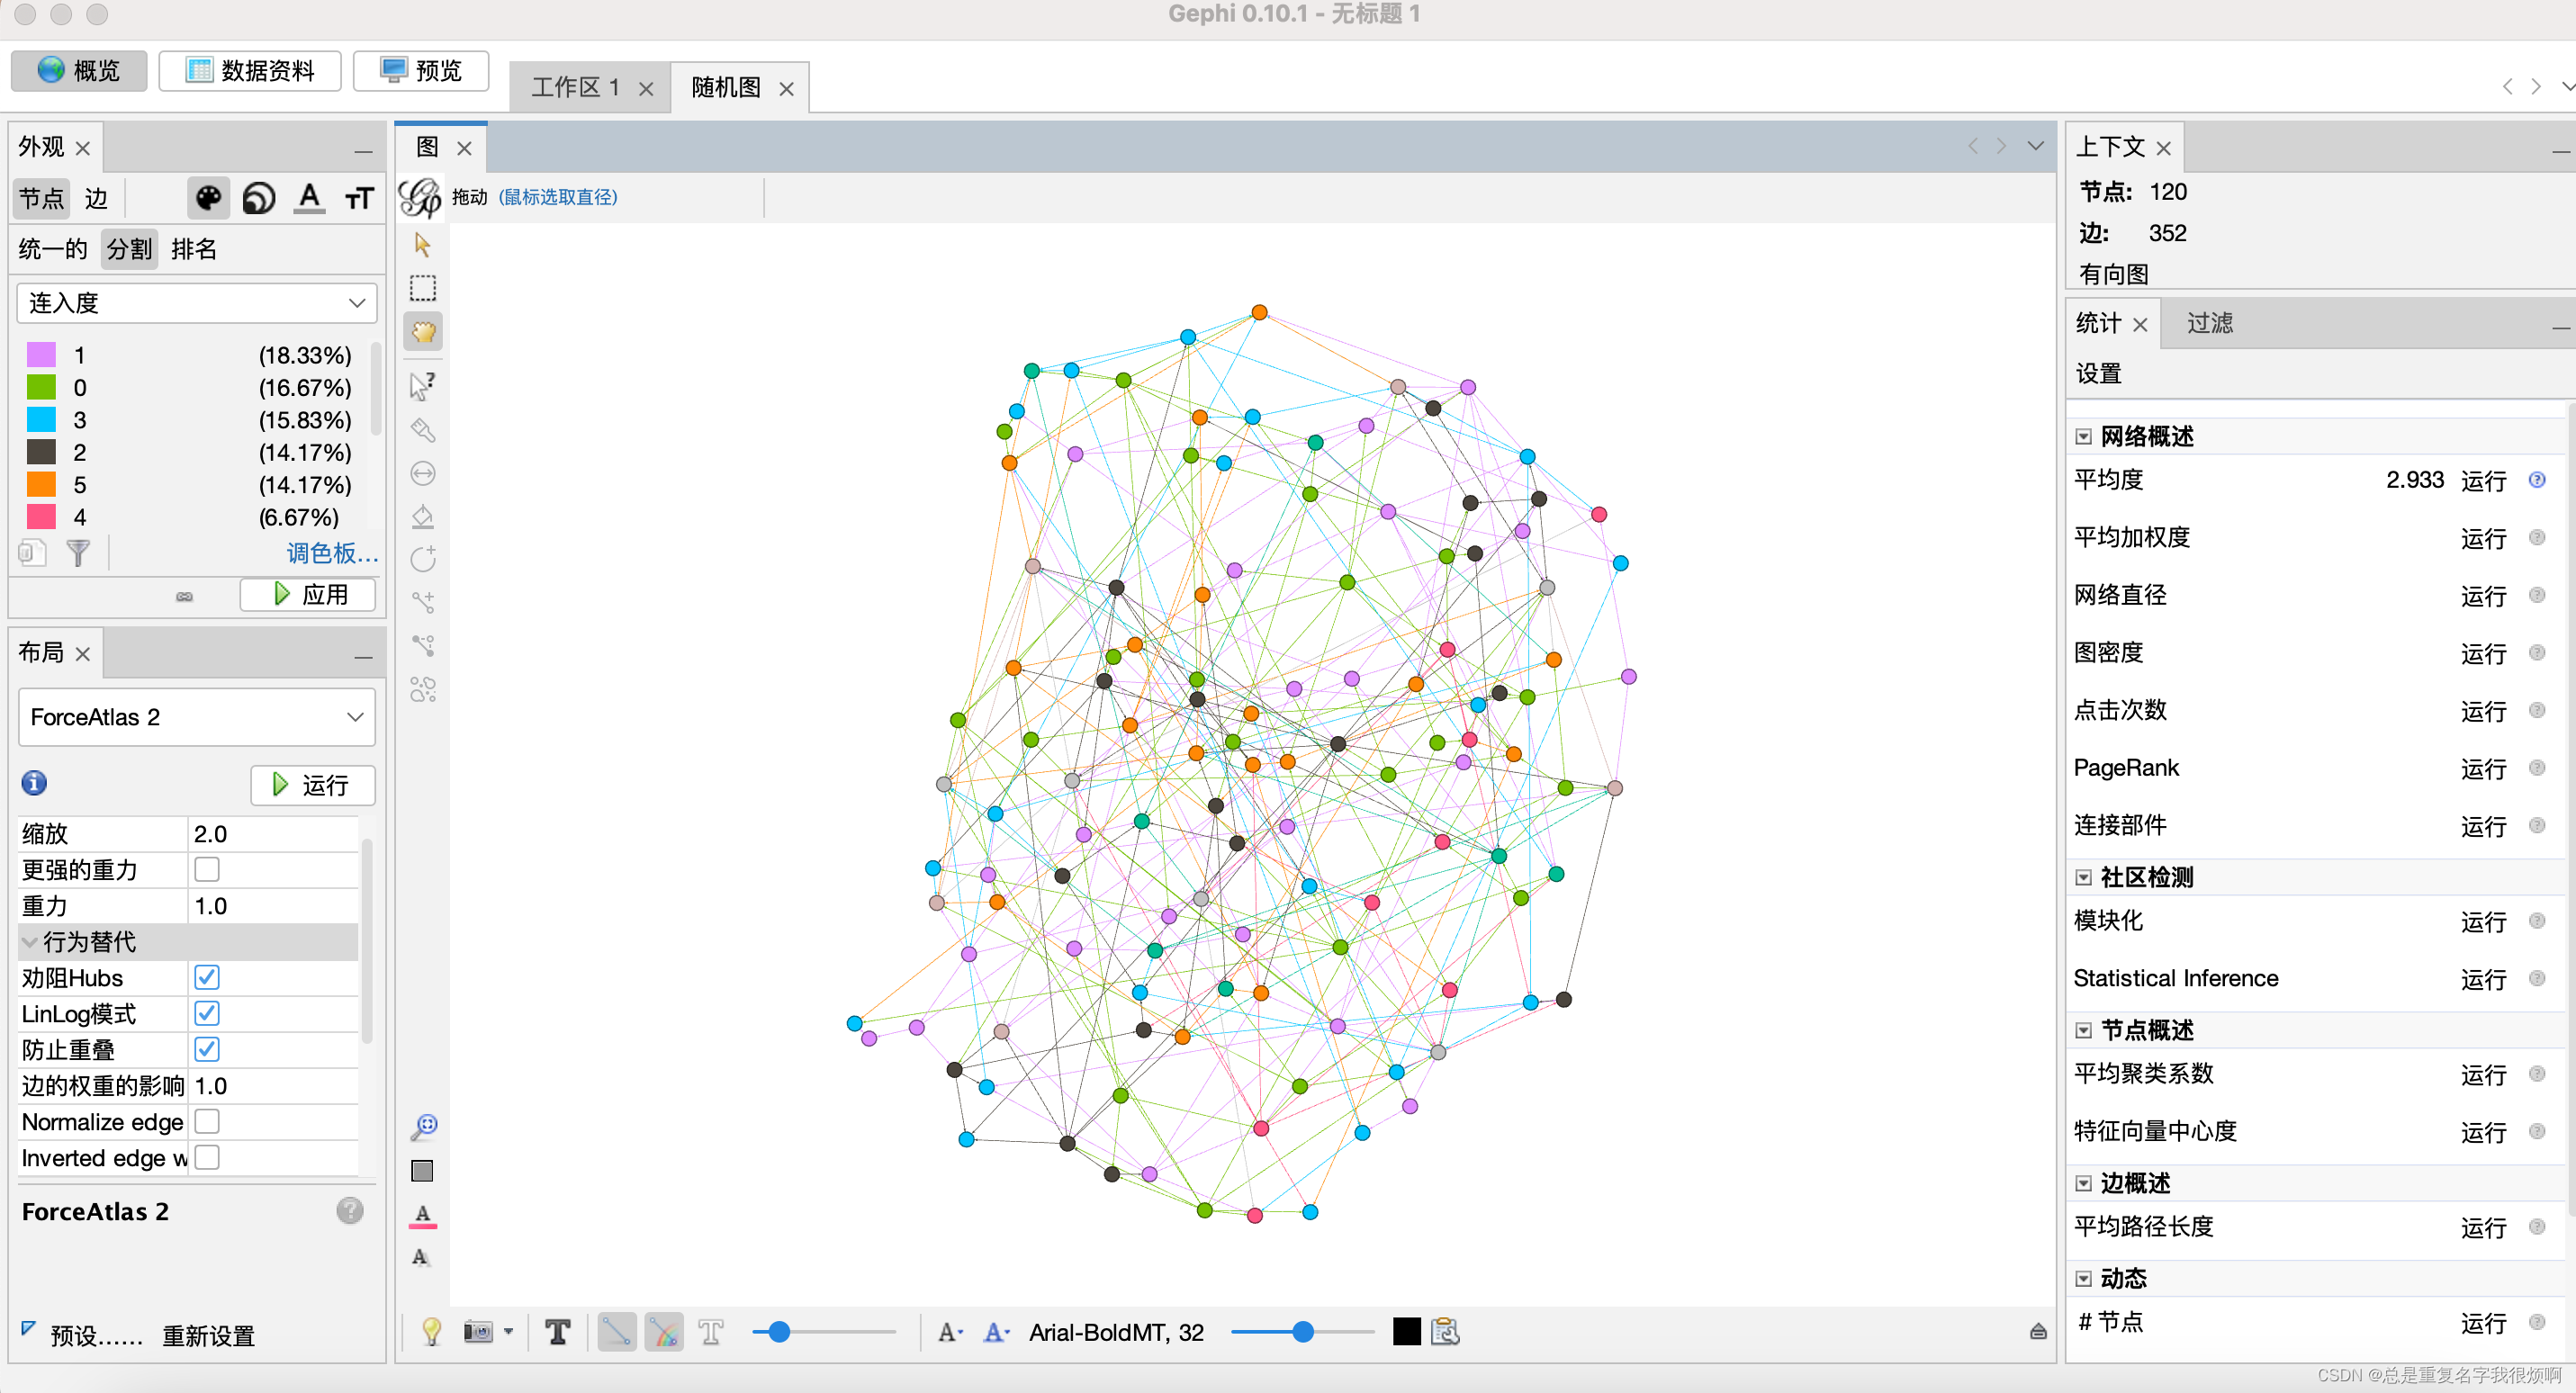 Gephi 0.10.1 - 无标题 1
概览 数据资料 预览 工作区 1 随机图
外观
节点 边
统一的 分割 排名
连入度
1 (18.33%)
0 (16.67%)
3 (15.83%)
2 (14.17%)
5 (14.17%)
4 (6.67%)
调色板...
应用
布局
ForceAtlas 2
运行
缩放 2.0
更强的重力
重力 1.0
行为替代
劝阻Hubs
LinLog模式
防止重叠
边的权重的影响 1.0
Normalize edge
Inverted edge w
ForceAtlas 2
预设...... 重新设置
图
拖动 (鼠标选取直径)
Arial-BoldMT, 32
上下文
节点: 120
边: 352
有向图
统计 过滤
设置
网络概述
平均度 2.933 运行
平均加权度 运行
网络直径 运行
图密度 运行
点击次数 运行
PageRank 运行
连接部件 运行
社区检测
模块化 运行
Statistical Inference 运行
节点概述
平均聚类系数 运行
特征向量中心度 运行
边概述
平均路径长度 运行
动态
# 节点 运行
CSDN @总是重复名字我很烦啊